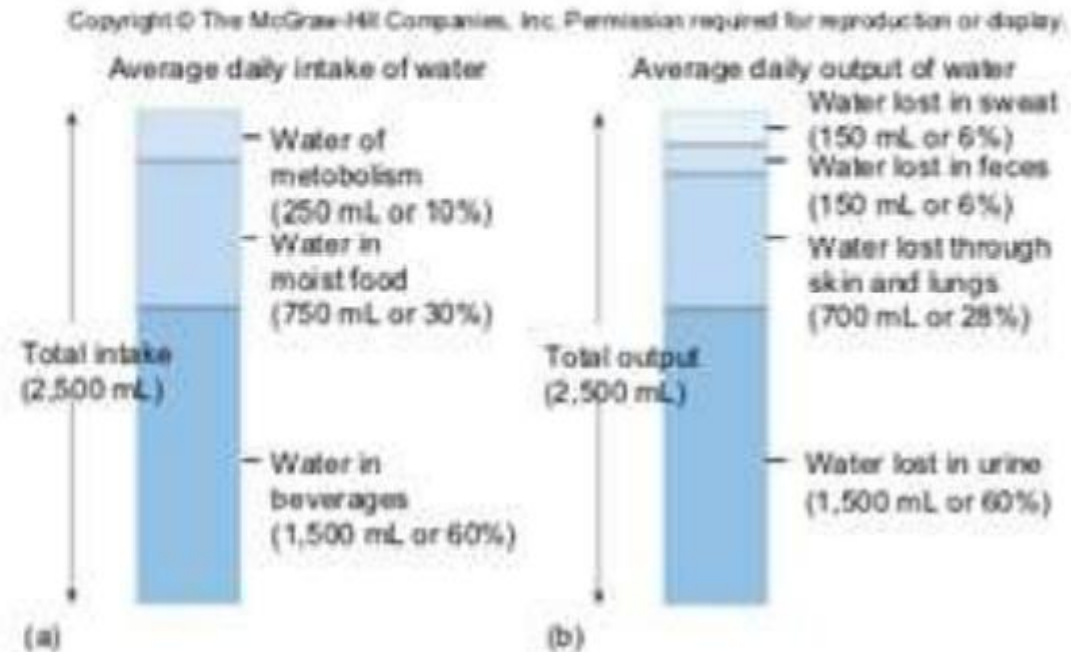 Copyright © The McGraw-Hill Companies, Inc. Permission required for reproduction or display.
Average daily intake of water
Water of
metobolism
(250 mL or 10%)
Water in
moist food
(750 mL or 30%)
Total intake
(2,500 mL)
Water in
beverages
(1,500 mL or 60%)
(a)
Average daily output of water
Water lost in sweat
(150 mL or 6%)
Water lost in feces
(150 mL or 6%)
Water lost through
skin and lungs
(700 mL or 28%)
Total output
(2,500 mL)
Water lost in urine
(1,500 mL or 60%)
(b)